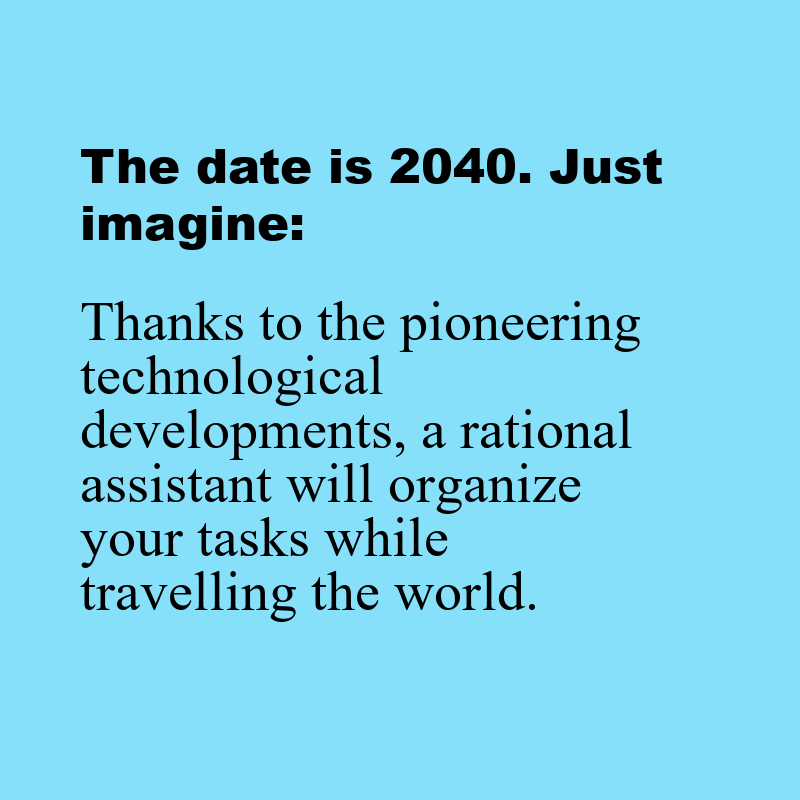 The date is 2040. Just
imagine:
Thanks to the pioneering
technological
developments, a rational
assistant will organize
your tasks while
travelling the world.